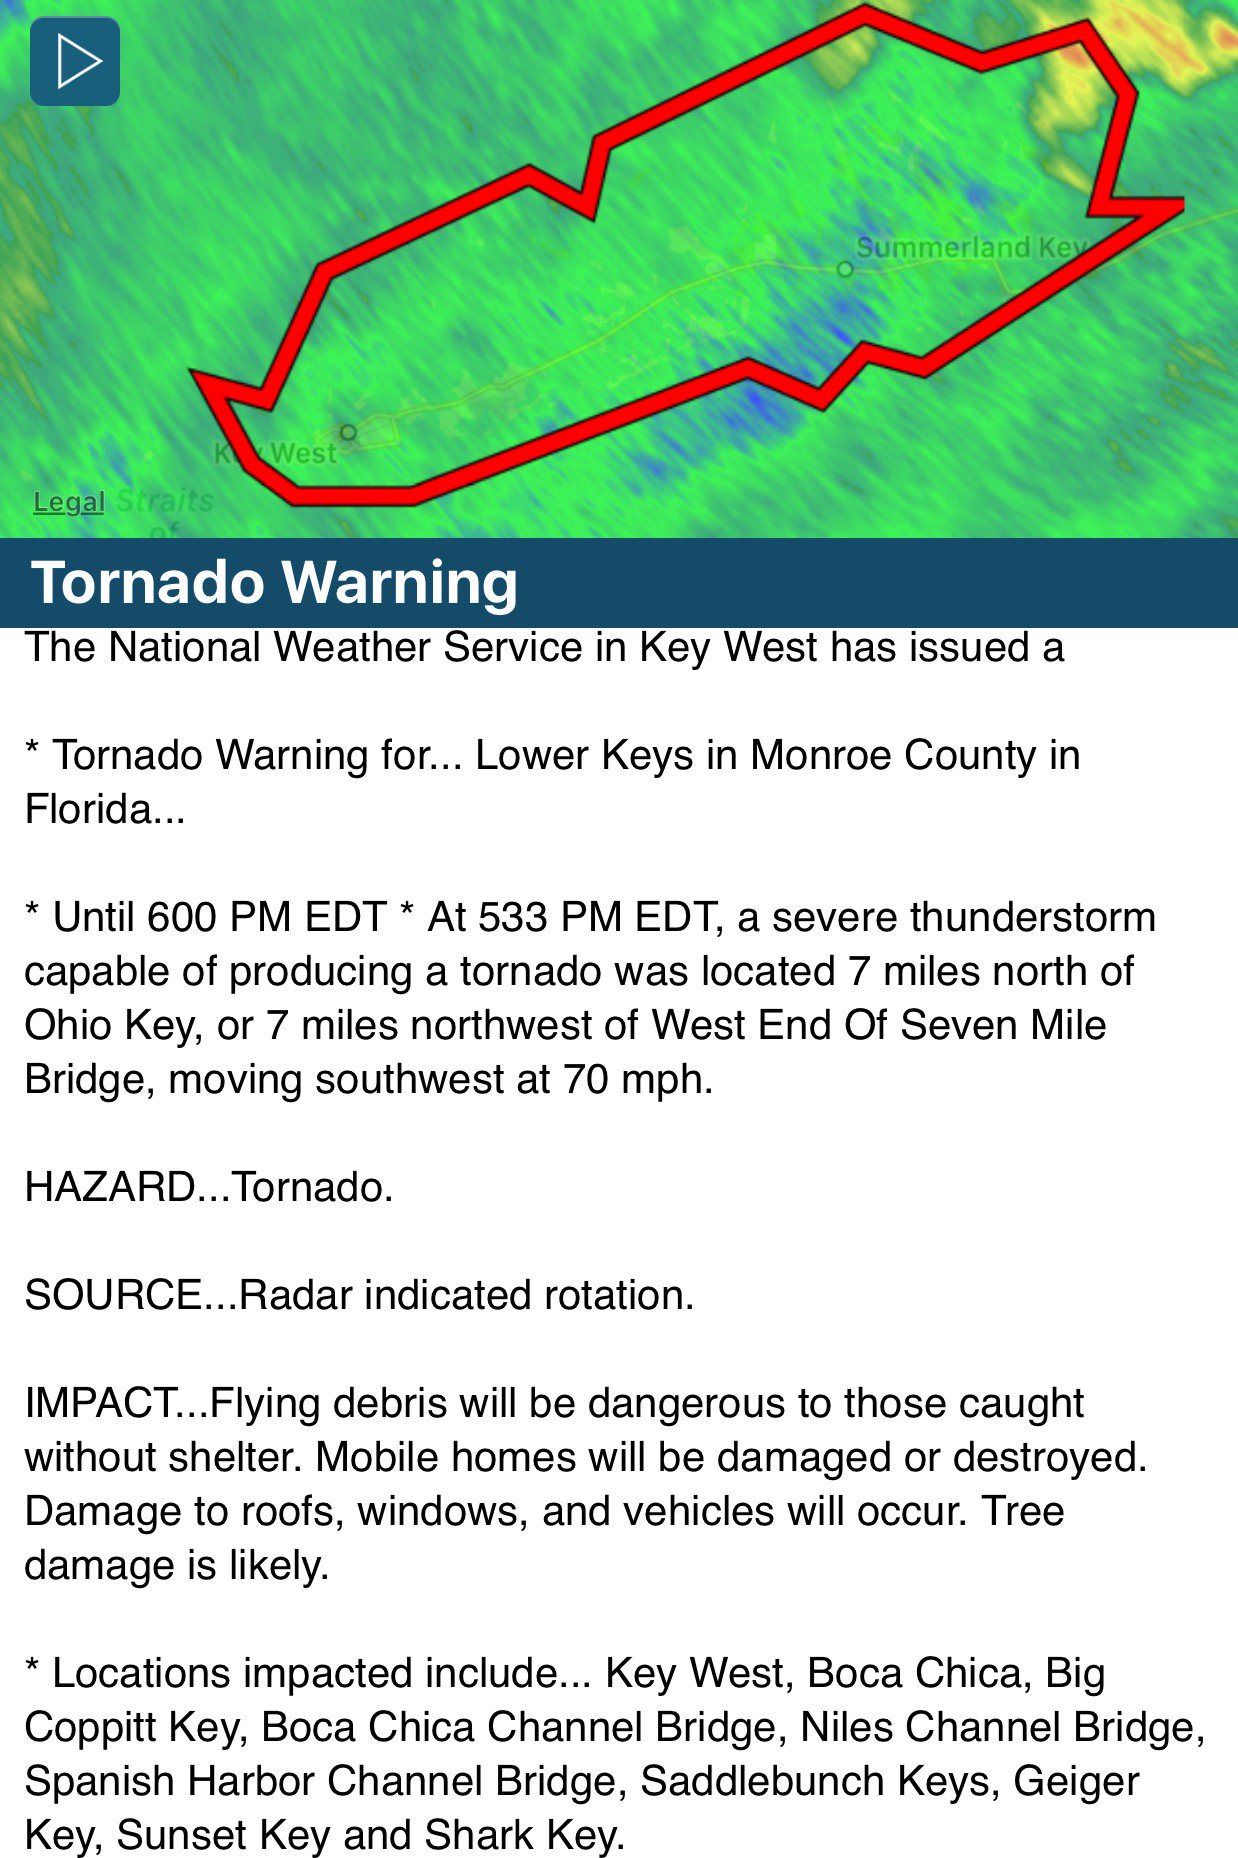 Summerland Key
Key West
Legal Straits
of
Tornado Warning
The National Weather Service in Key West has issued a
* Tornado Warning for... Lower Keys in Monroe County in
Florida...
* Until 600 PM EDT * At 533 PM EDT, a severe thunderstorm
capable of producing a tornado was located 7 miles north of
Ohio Key, or 7 miles northwest of West End Of Seven Mile
Bridge, moving southwest at 70 mph.
HAZARD...Tornado.
SOURCE...Radar indicated rotation.
IMPACT...Flying debris will be dangerous to those caught
without shelter. Mobile homes will be damaged or destroyed.
Damage to roofs, windows, and vehicles will occur. Tree
damage is likely.
* Locations impacted include... Key West, Boca Chica, Big
Coppitt Key, Boca Chica Channel Bridge, Niles Channel Bridge,
Spanish Harbor Channel Bridge, Saddlebunch Keys, Geiger
Key, Sunset Key and Shark Key.